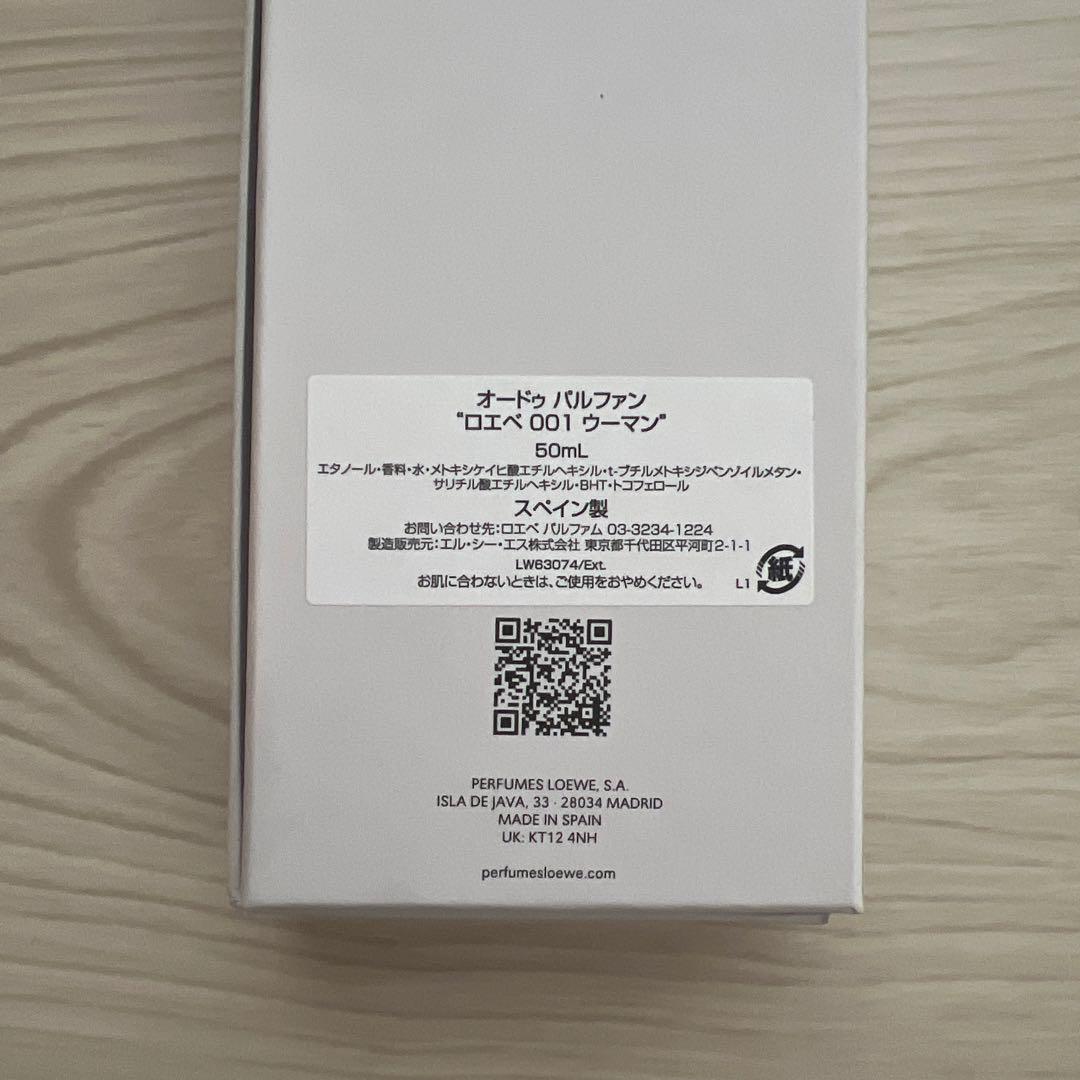 オードゥ パルファン
"ロエベ 001 ウーマン"
50mL
エタノール・香料・水・メトキシケイヒ酸エチルヘキシル・t-ブチルメトキシジベンゾイルメタン・
サリチル酸エチルヘキシル・BHT・トコフェロール
スペイン製
お問い合わせ先:ロエベ パルファム 03-3234-1224
製造販売元:エル・シー・エス株式会社 東京都千代田区平河町2-1-1
LW63074/Ext.
お肌に合わないときは、ご使用をおやめください。
L1
紙
PERFUMES LOEWE, S.A.
ISLA DE JAVA, 33 · 28034 MADRID
MADE IN SPAIN
UK: KT12 4NH
perfumesloewe.com